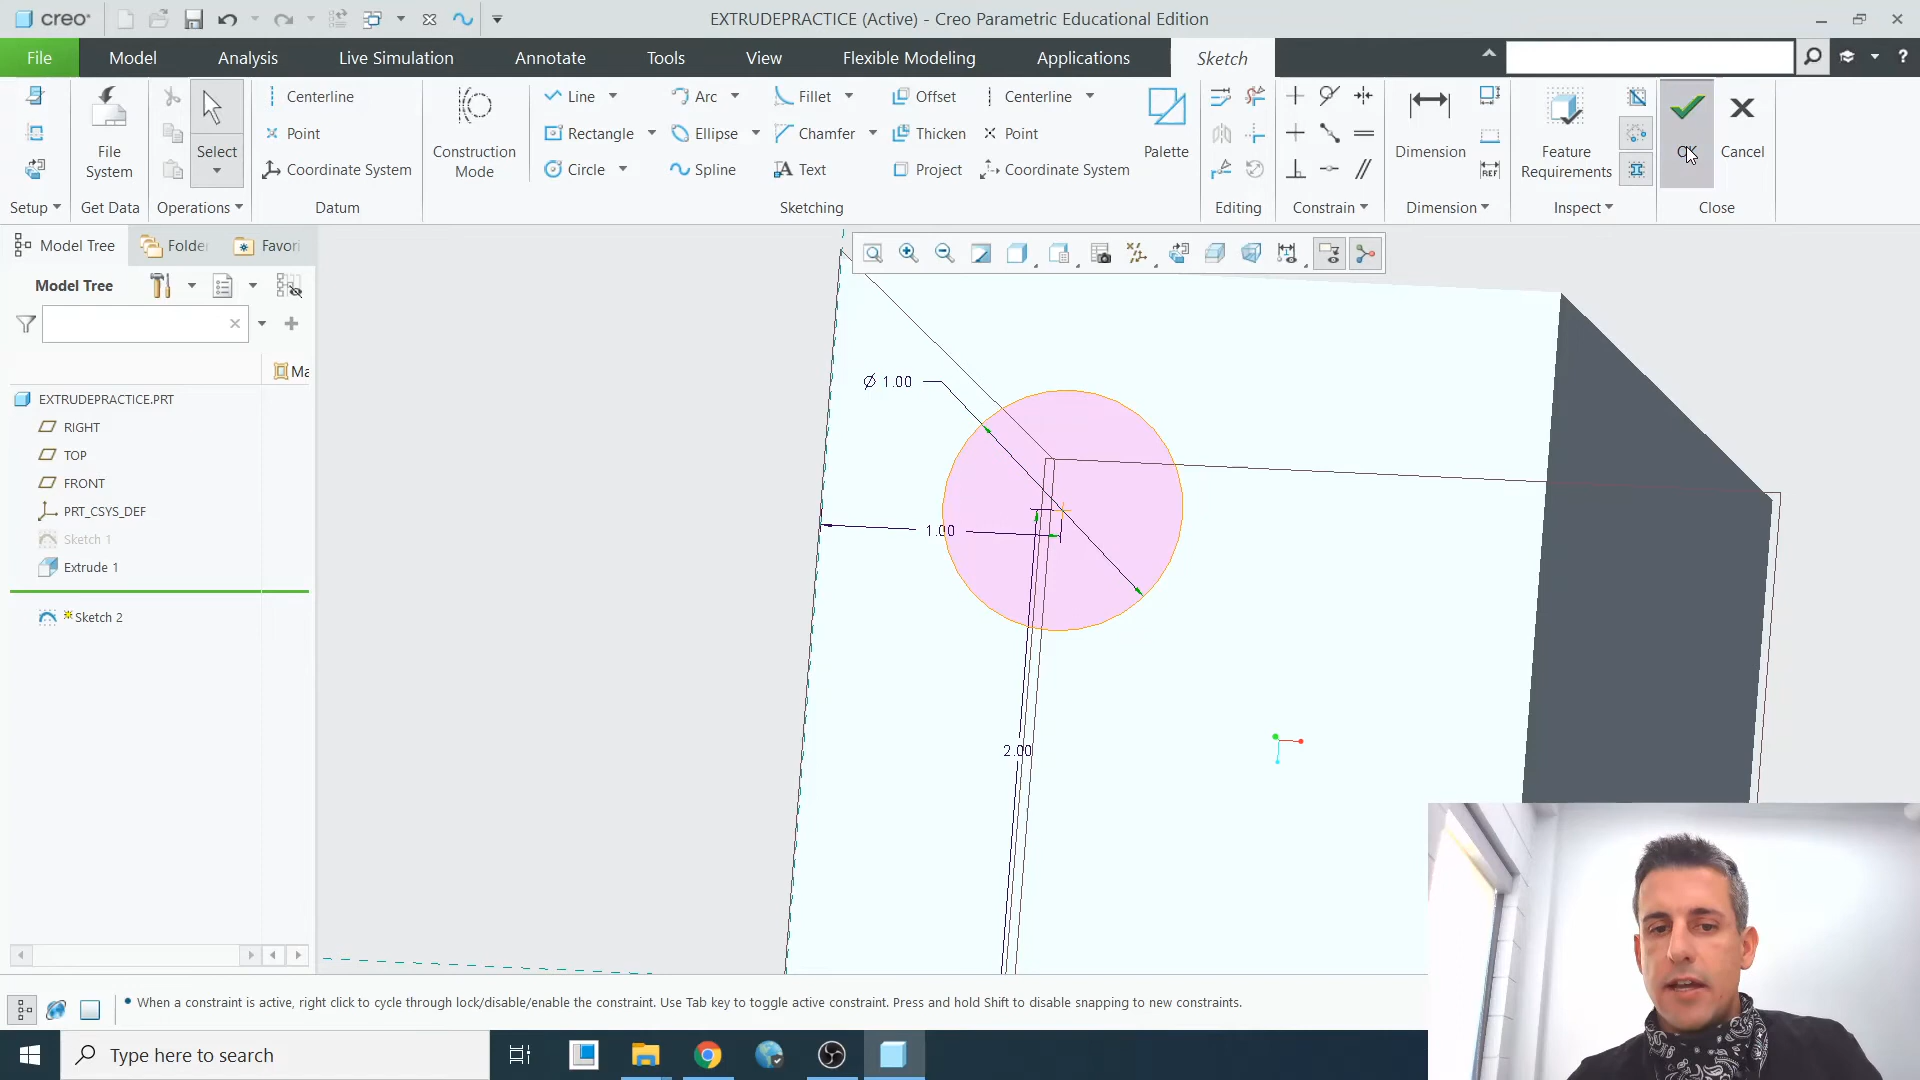 creo
EXTRUDEPRACTICE (Active) - Creo Parametric Educational Edition
File
Model
Analysis
Live Simulation
Annotate
Tools
View
Flexible Modeling
Applications
Sketch
Setup
File System
Get Data
Select
Operations
Centerline
Point
Coordinate System
Datum
Construction Mode
Line
Arc
Fillet
Offset
Centerline
Rectangle
Ellipse
Chamfer
Thicken
Point
Circle
Spline
Text
Project
Coordinate System
Sketching
Palette
Editing
Constrain
Dimension
REF
Dimension
Feature Requirements
Inspect
OK
Cancel
Close
Model Tree
Folder
Favori
Model Tree
Ma
EXTRUDEPRACTICE.PRT
RIGHT
TOP
FRONT
PRT_CSYS_DEF
Sketch 1
Extrude 1
Sketch 2
Ø 1.00
1.00
2.00
When a constraint is active, right click to cycle through lock/disable/enable the constraint. Use Tab key to toggle active constraint. Press and hold Shift to disable snapping to new constraints.
Type here to search